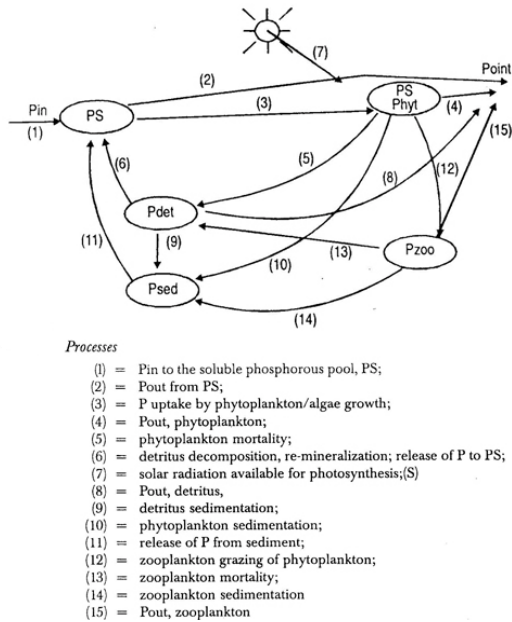 (7)
Point
(2)
PS
Phyt
Pin
PS
(3)
(4)
(1)
(15)
(5)
(6)
(12)
(8)
Pdet
(11)
(9)
(13)
Pzoo
(10)
Psed
(14)
Processes
(1) = Pin to the soluble phosphorous pool, PS;
(2) = Pout from PS;
(3) = P uptake by phytoplankton/algae growth;
(4) = Pout, phytoplankton;
(5) = phytoplankton mortality;
(6) = detritus decomposition, re-mineralization; release of P to PS;
(7) = solar radiation available for photosynthesis;(S)
(8) = Pout, detritus,
(9) = detritus sedimentation;
(10) = phytoplankton sedimentation;
(11) = release of P from sediment;
(12) = zooplankton grazing of phytoplankton;
(13) = zooplankton mortality;
(14) = zooplankton sedimentation
(15) = Pout, zooplankton